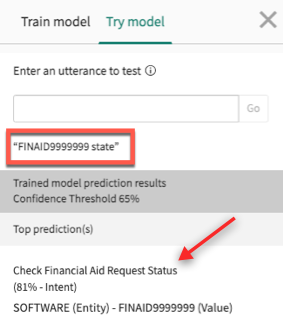 Train model Try model
Enter an utterance to test
Go
"FINAID9999999 state"
Trained model prediction results
Confidence Threshold 65%
Top prediction(s)
Check Financial Aid Request Status
(81% - Intent)
SOFTWARE (Entity) - FINAID9999999 (Value)